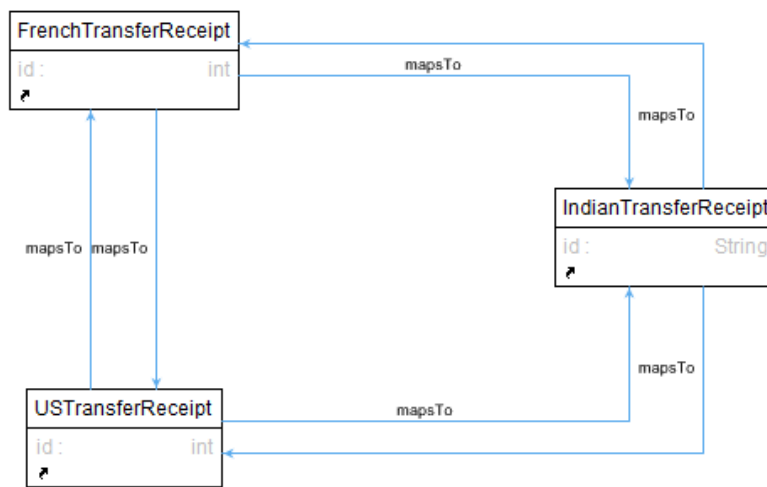 FrenchTransferReceipt
id : int
mapsTo
mapsTo
IndianTransferReceipt
id : String
mapsTo mapsTo
mapsTo
USTransferReceipt
mapsTo
id : int